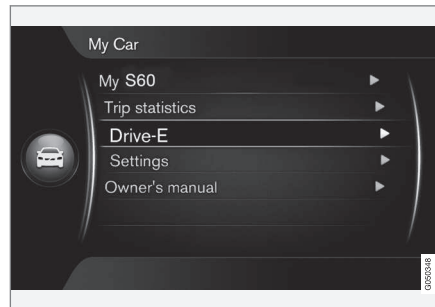 My Car
My S60
Trip statistics
Drive-E
Settings
Owner's manual
G050348